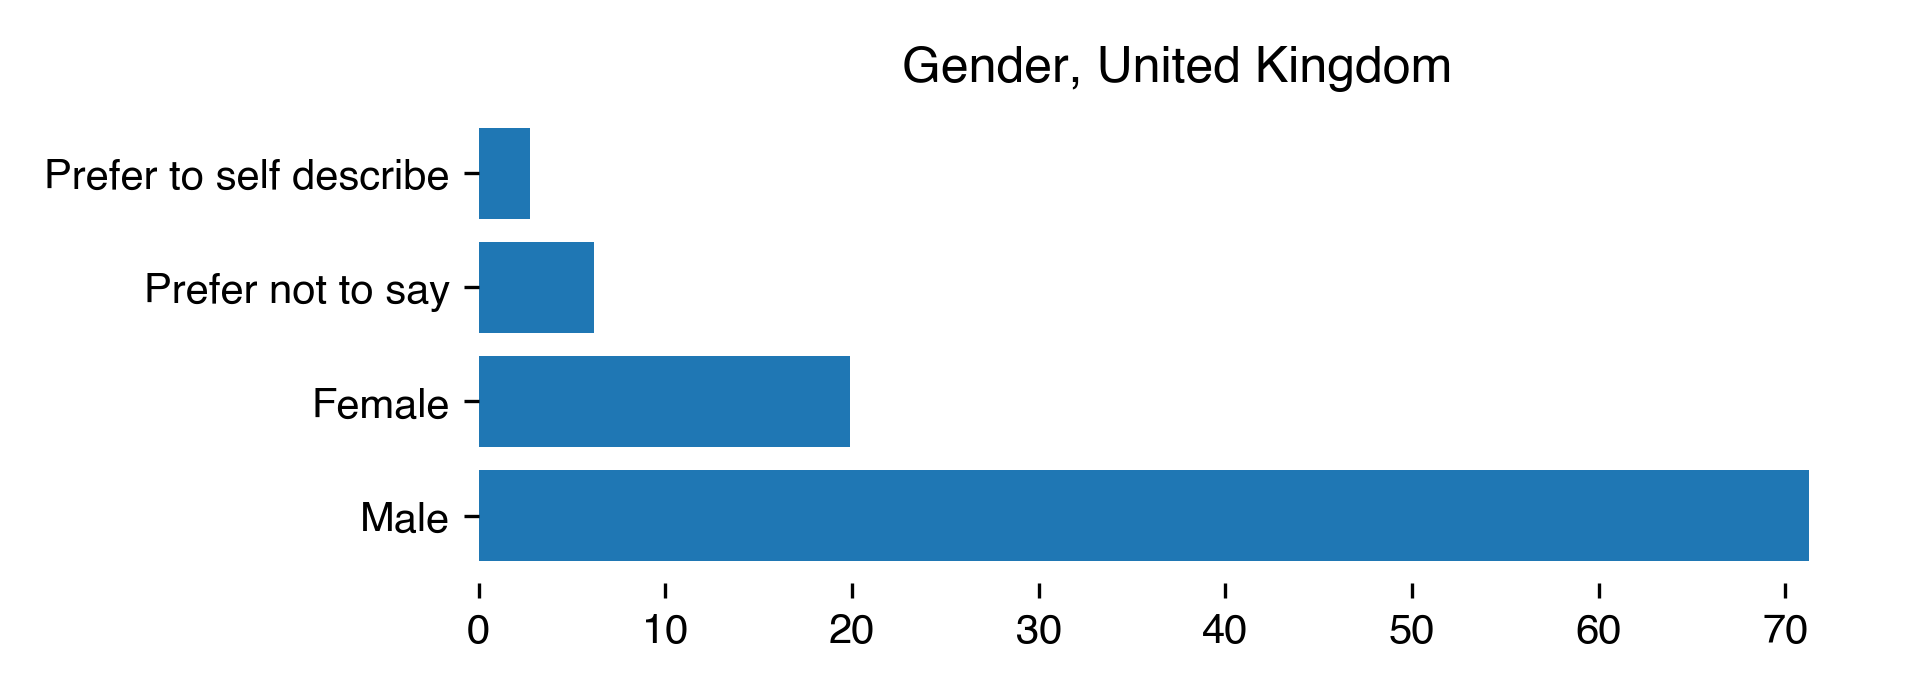 Gender, United Kingdom
Prefer to self describe
Prefer not to say
Female
Male
0 10 20 30 40 50 60 70